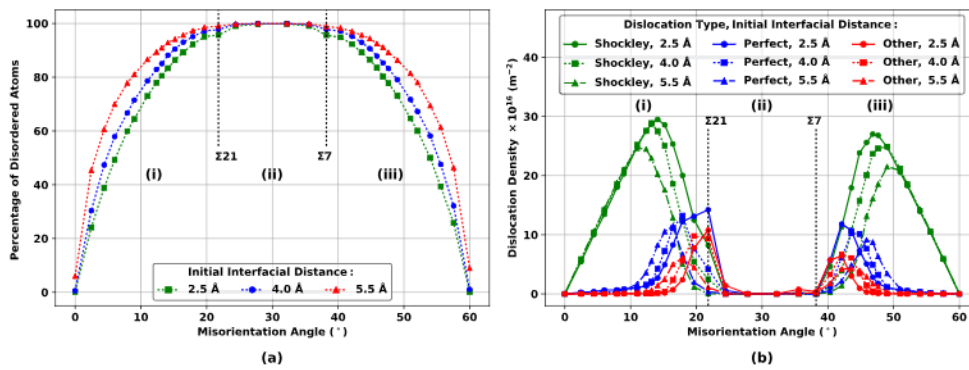 100
80
60
40
20
0
Percentage of Disordered Atoms
Σ21
Σ7
(i)
(ii)
(iii)
Initial Interfacial Distance:
2.5 Å
4.0 Å
5.5 Å
0 10 20 30 40 50 60
Misorientation Angle (°)
(a)
50
40
30
20
10
0
Dislocation Density × 10¹⁶ (m⁻²)
Dislocation Type, Initial Interfacial Distance:
Shockley, 2.5 Å Perfect, 2.5 Å Other, 2.5 Å
Shockley, 4.0 Å Perfect, 4.0 Å Other, 4.0 Å
Shockley, 5.5 Å Perfect, 5.5 Å Other, 5.5 Å
(i) (ii) (iii)
Σ21
Σ7
0 10 20 30 40 50 60
Misorientation Angle (°)
(b)